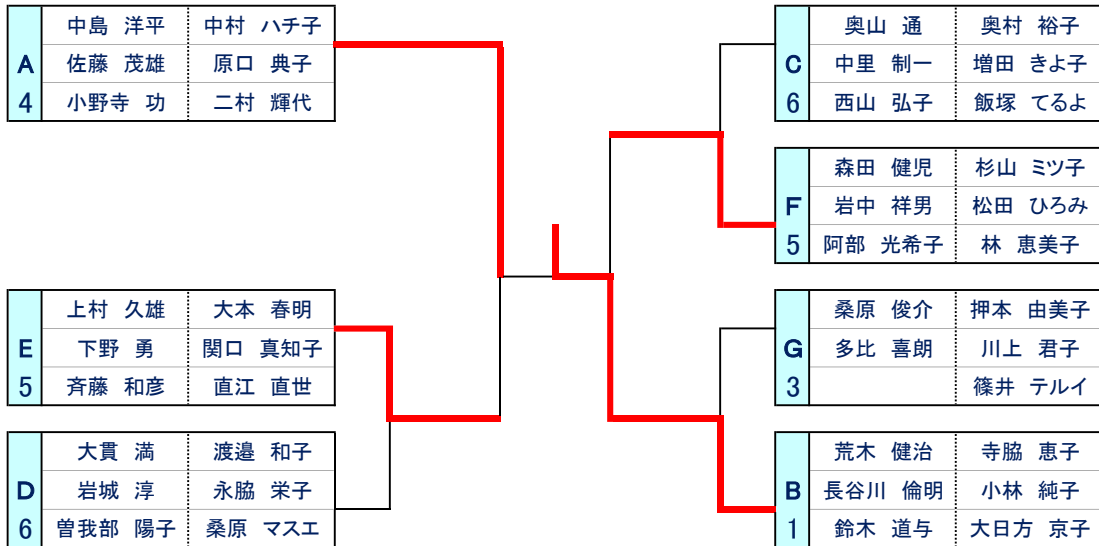 A 4
中島 洋平 中村 ハチ子
佐藤 茂雄 原口 典子
小野寺 功 二村 輝代
E 5
上村 久雄 大本 春明
下野 勇 関口 真知子
斉藤 和彦 直江 直世
D 6
大貫 満 渡邉 和子
岩城 淳 永脇 栄子
曽我部 陽子 桑原 マスエ
C 6
奥山 通 奥村 裕子
中里 制一 増田 きよ子
西山 弘子 飯塚 てるよ
F 5
森田 健児 杉山 ミツ子
岩中 祥男 松田 ひろみ
阿部 光希子 林 恵美子
G 3
桑原 俊介 押本 由美子
多比 喜朗 川上 君子
篠井 テルイ
B 1
荒木 健治 寺脇 恵子
長谷川 倫明 小林 純子
鈴木 道与 大日方 京子